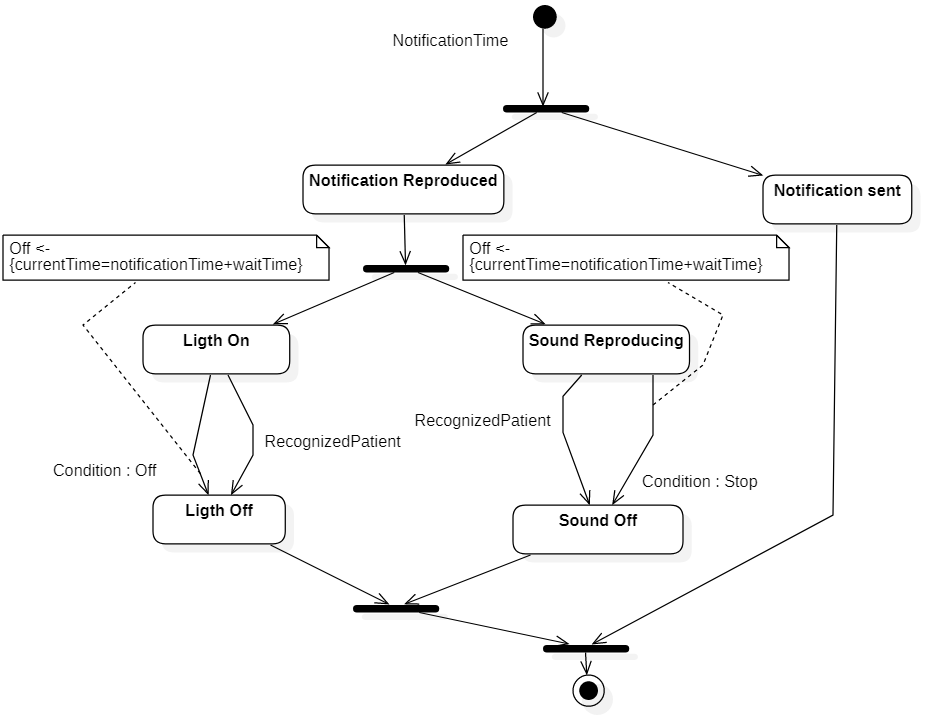 NotificationTime
Notification Reproduced
Notification sent
Off <-
{currentTime=notificationTime+waitTime}
Off <-
{currentTime=notificationTime+waitTime}
Ligth On
Sound Reproducing
RecognizedPatient
RecognizedPatient
Condition : Off
Condition : Stop
Ligth Off
Sound Off